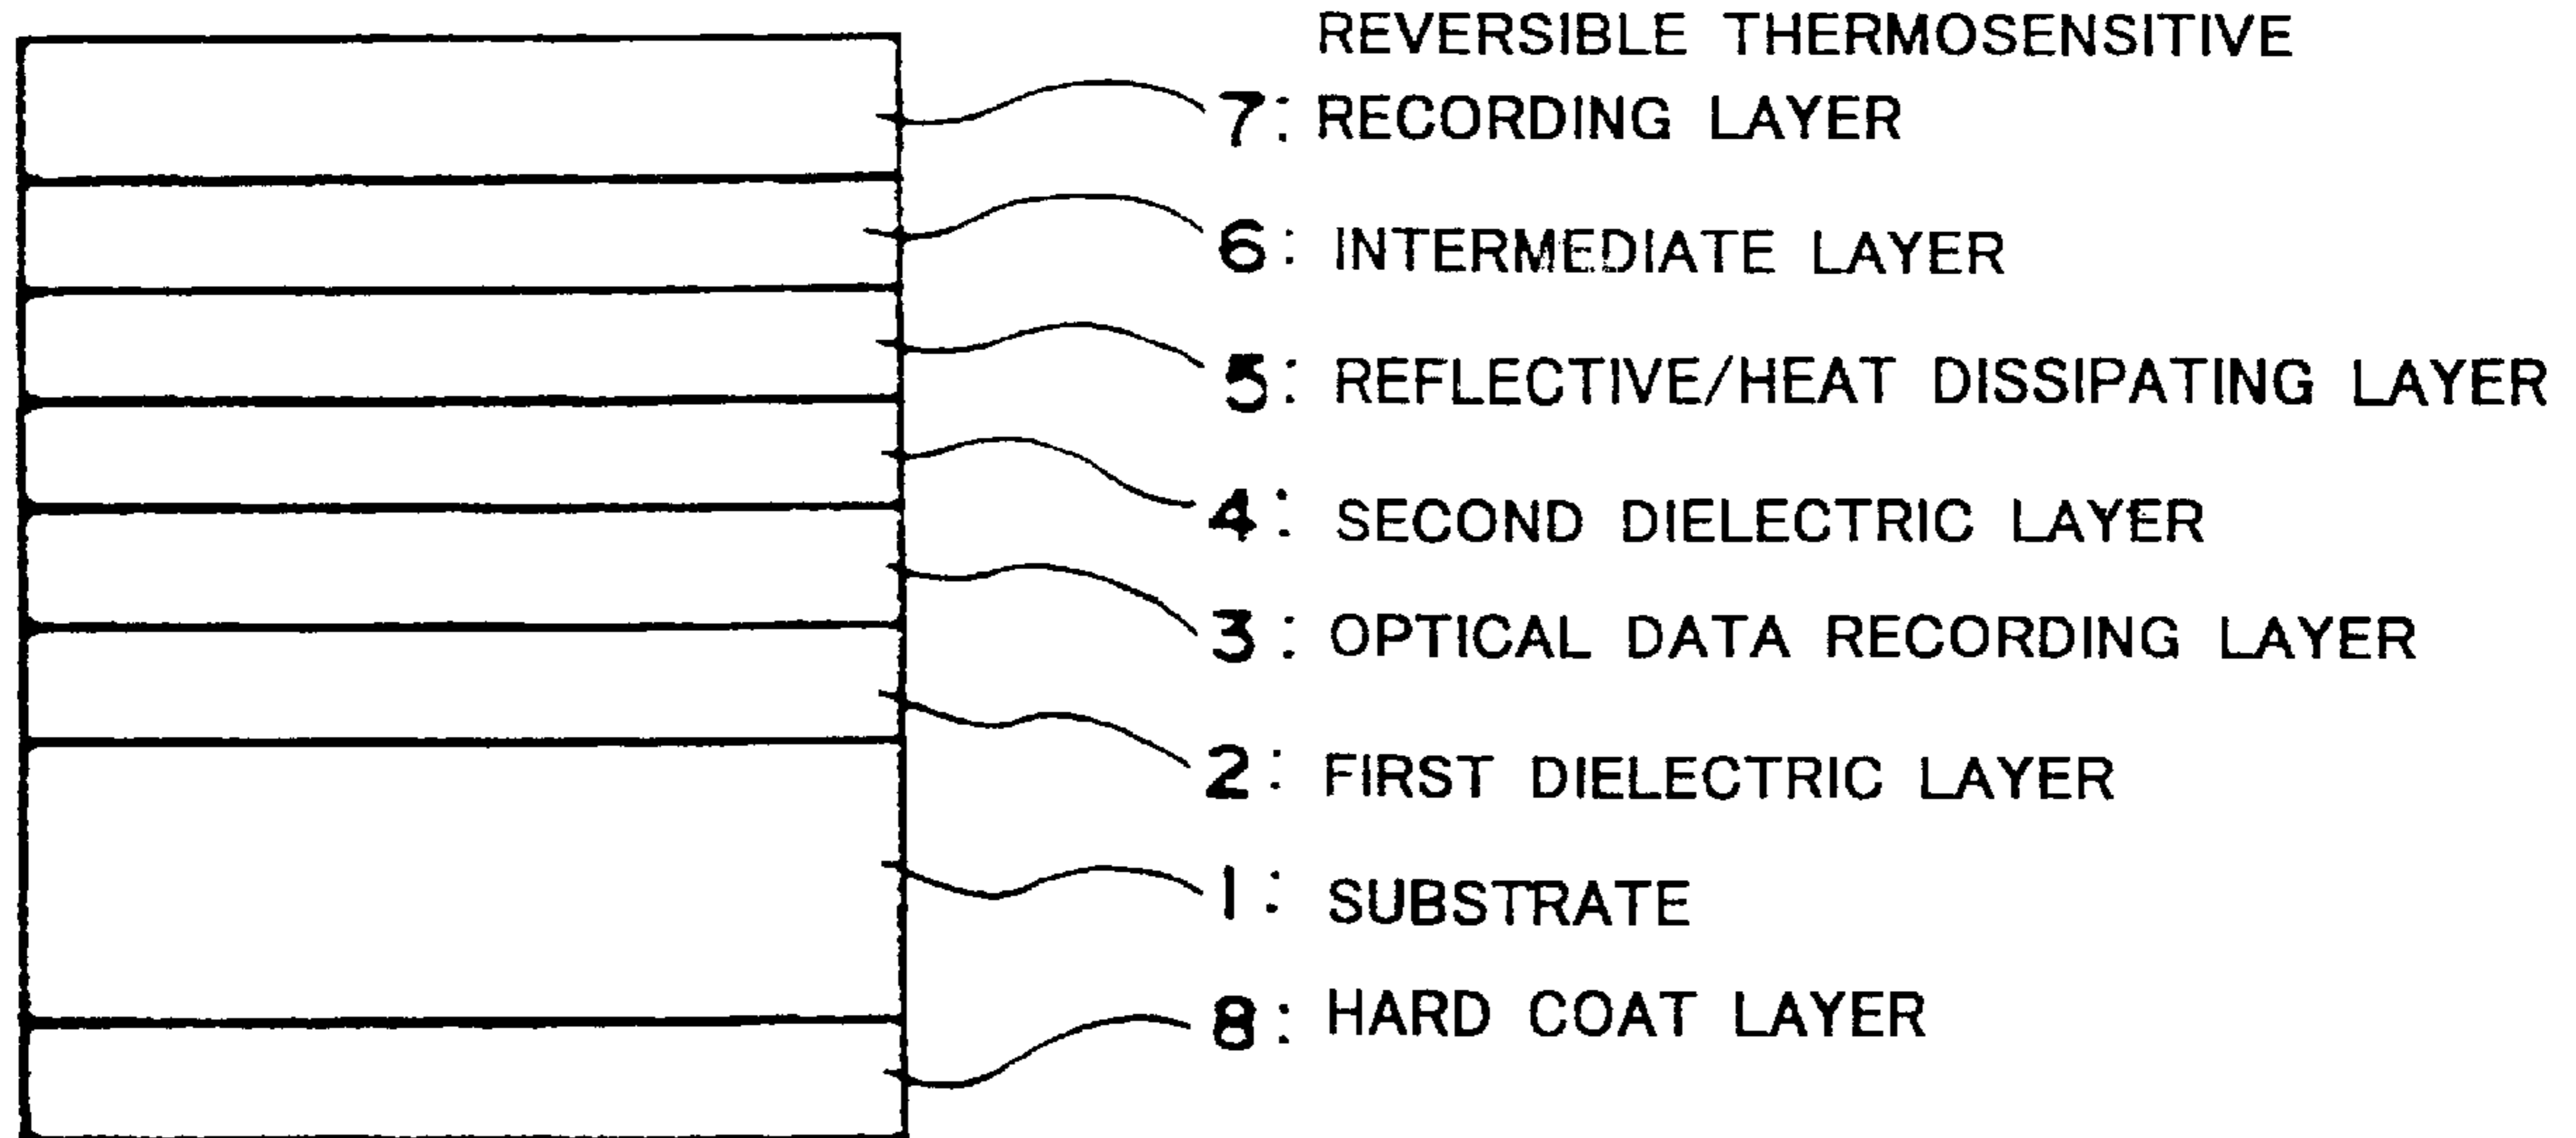 REVERSIBLE THERMOSENSITIVE
7: RECORDING LAYER
6: INTERMEDIATE LAYER
5: REFLECTIVE/HEAT DISSIPATING LAYER
4: SECOND DIELECTRIC LAYER
3: OPTICAL DATA RECORDING LAYER
2: FIRST DIELECTRIC LAYER
1: SUBSTRATE
8: HARD COAT LAYER